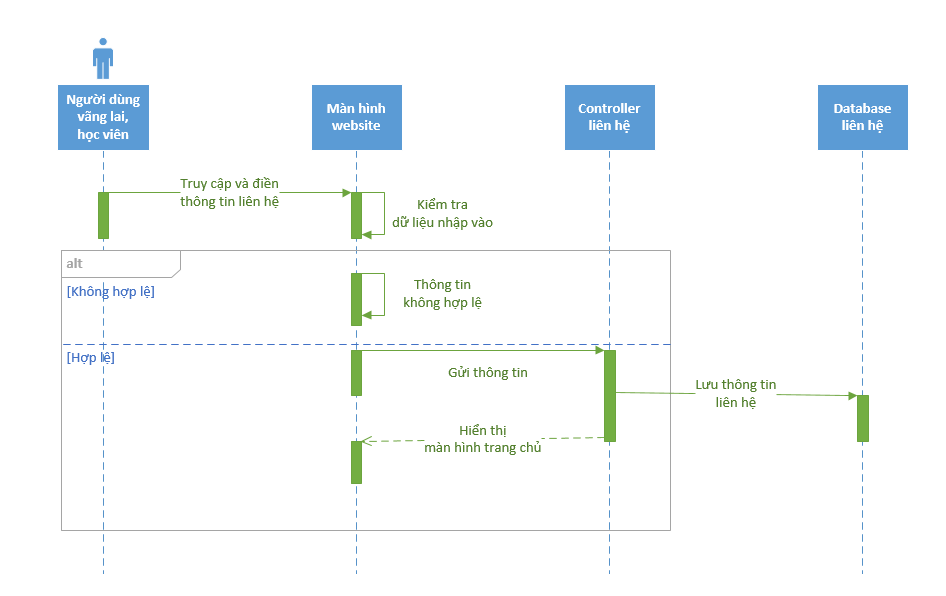 Người dùng
vãng lai,
học viên
Màn hình
website
Controller
liên hệ
Database
liên hệ
Truy cập và điền
thông tin liên hệ
Kiểm tra
dữ liệu nhập vào
alt
[Không hợp lệ]
Thông tin
không hợp lệ
[Hợp lệ]
Gửi thông tin
Lưu thông tin
liên hệ
Hiển thị
màn hình trang chủ